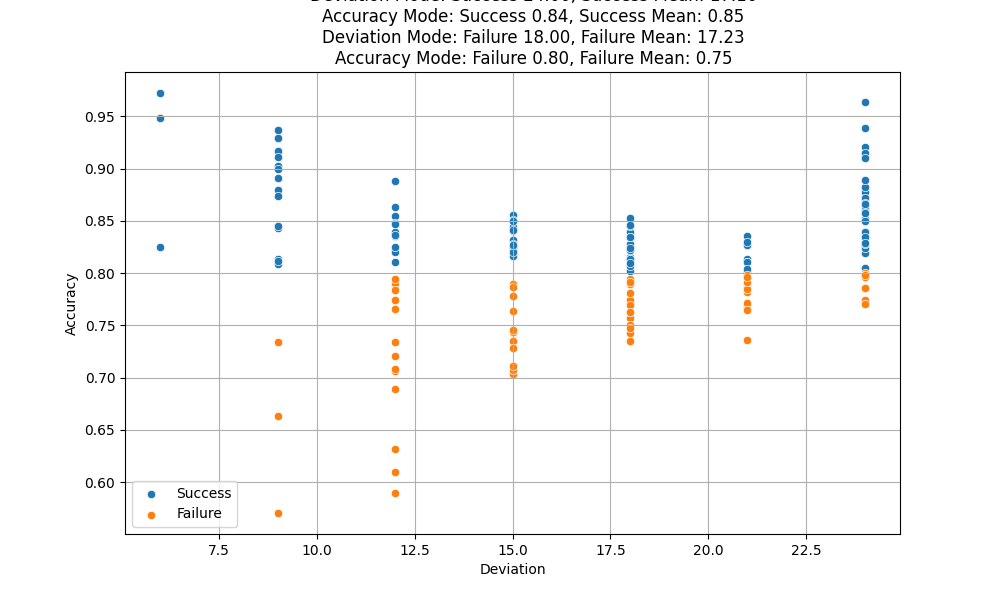 Accuracy Mode: Success 0.84, Success Mean: 0.85
Deviation Mode: Failure 18.00, Failure Mean: 17.23
Accuracy Mode: Failure 0.80, Failure Mean: 0.75
0.95
0.90
0.85
0.80
0.75
0.70
0.65
0.60
Accuracy
Success
Failure
7.5 10.0 12.5 15.0 17.5 20.0 22.5
Deviation